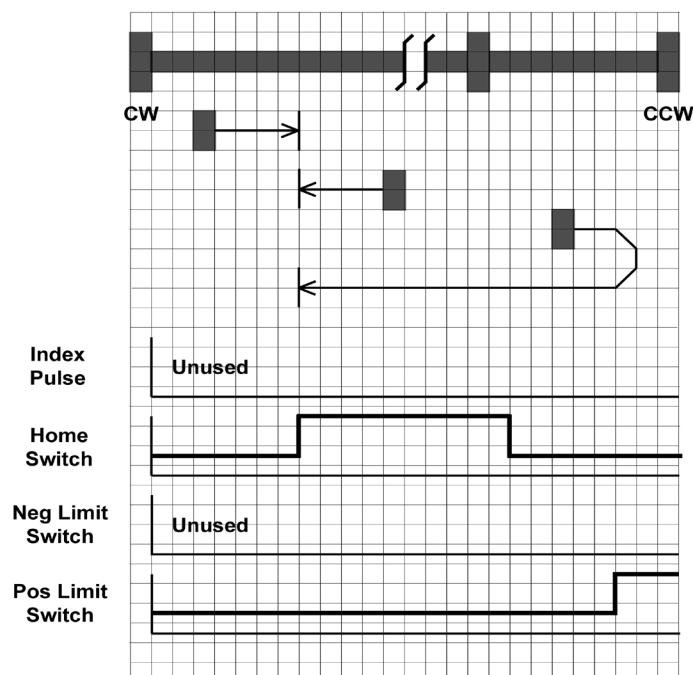 CW
CCW
Index
Pulse
Unused
Home
Switch
Neg Limit
Switch
Unused
Pos Limit
Switch